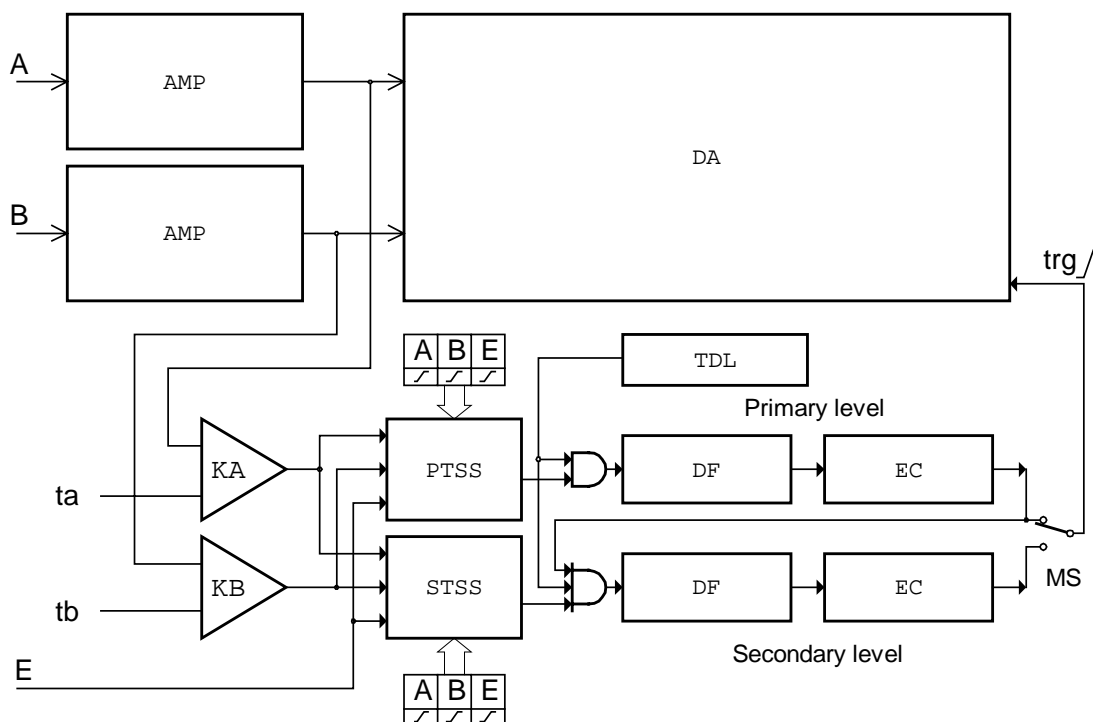 A
AMP
DA
B
AMP
trg
A B E
TDL
Primary level
KA
PTSS
DF
EC
ta
KB
STSS
DF
EC
MS
tb
Secondary level
E
A B E